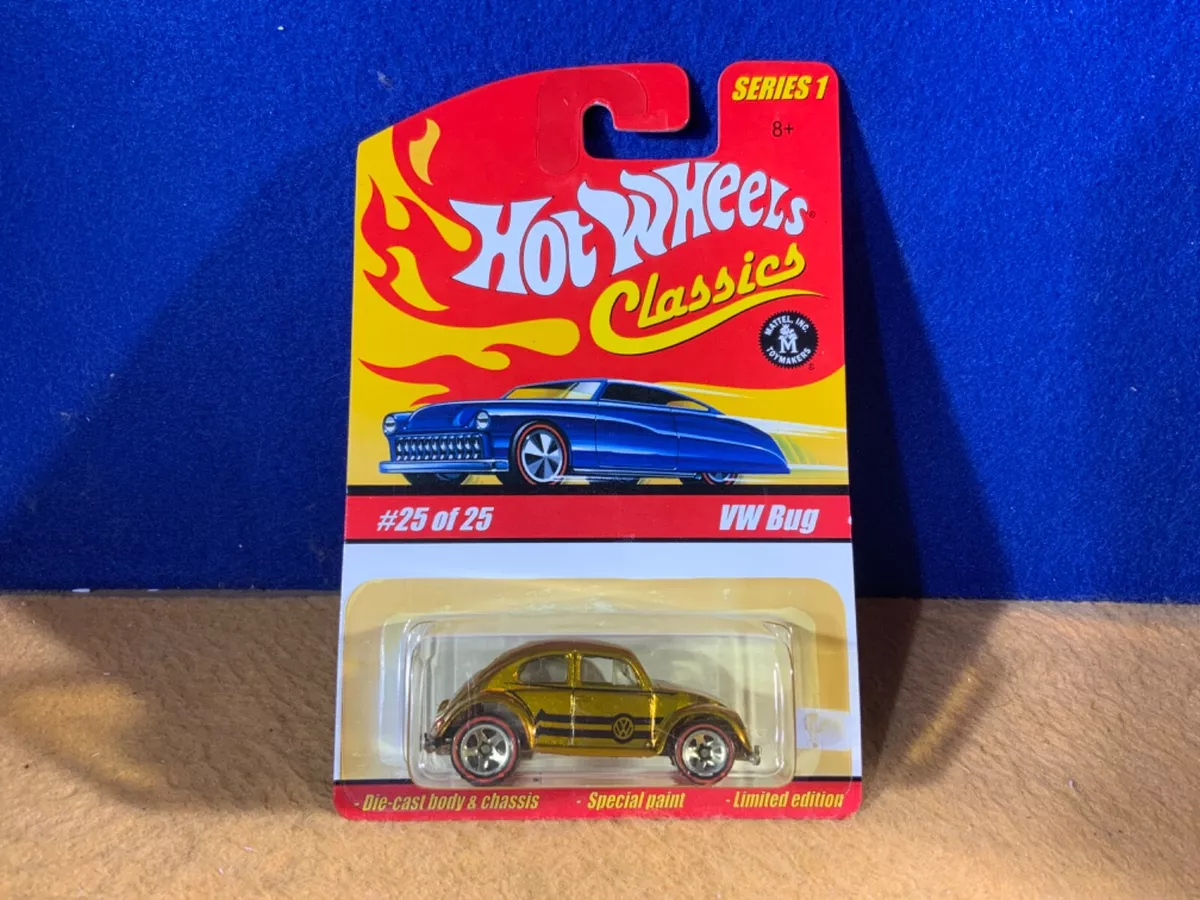 SERIES 1
8+
Hot Wheels
®
Classics
MATTEL, INC.
M
TOYMAKERS
©
#25 of 25
VW Bug
VW
- Die-cast body & chassis
- Special paint
- Limited edition